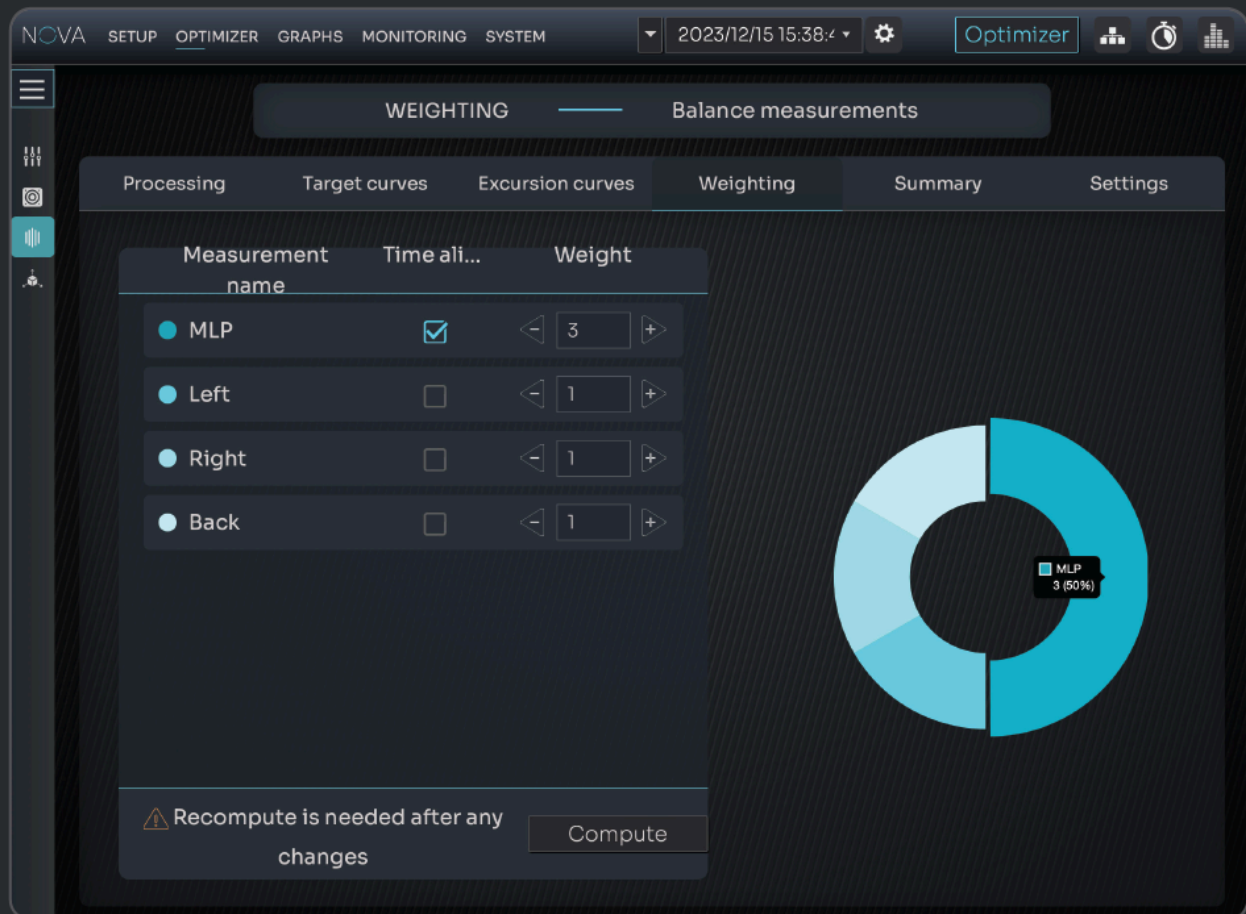 NOVA SETUP OPTIMIZER GRAPHS MONITORING SYSTEM 2023/12/15 15:38:4 Optimizer
WEIGHTING Balance measurements
Processing Target curves Excursion curves Weighting Summary Settings
Measurement name Time ali... Weight
MLP 3
Left 1
Right 1
Back 1
MLP
3 (50%)
Recompute is needed after any
changes
Compute